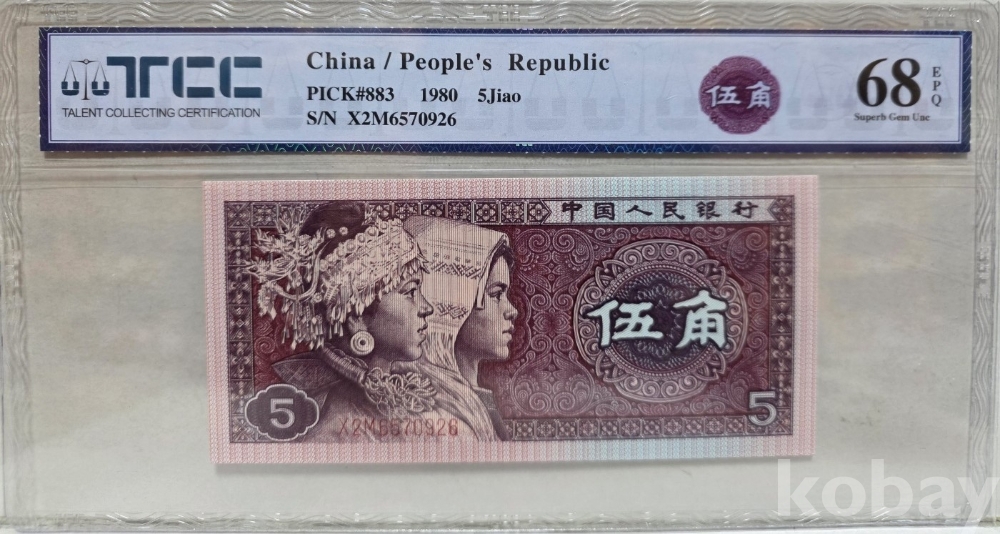 TCC
TALENT COLLECTING CERTIFICATION
China / People's Republic
PICK#883 1980 5Jiao
S/N X2M6570926
伍角
68 EPQ
Superb Gem Unc
中国人民银行
伍角
5
X2M6570926
5
kobay